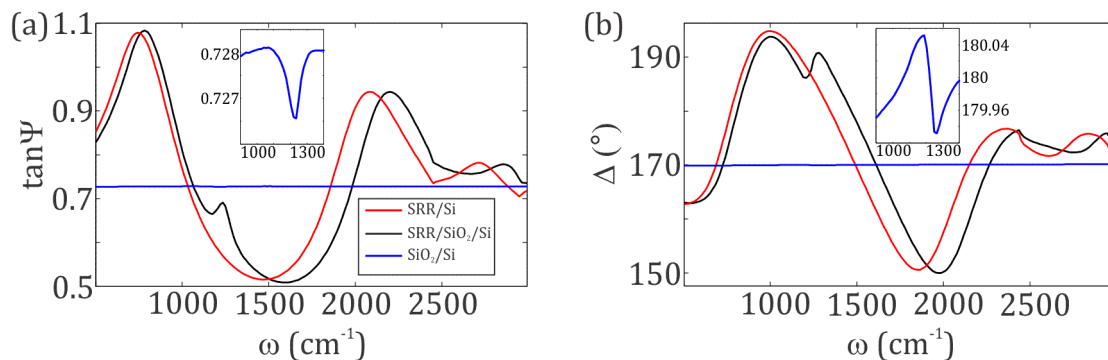 (a)
1.1
0.9
0.7
0.5
tanΨ
0.728
0.727
1000 1300
SRR/Si
SRR/SiO₂/Si
SiO₂/Si
1000 1500 2000 2500
ω (cm⁻¹)
(b)
190
170
150
Δ (°)
180.04
180
179.96
1000 1300
1000 1500 2000 2500
ω (cm⁻¹)